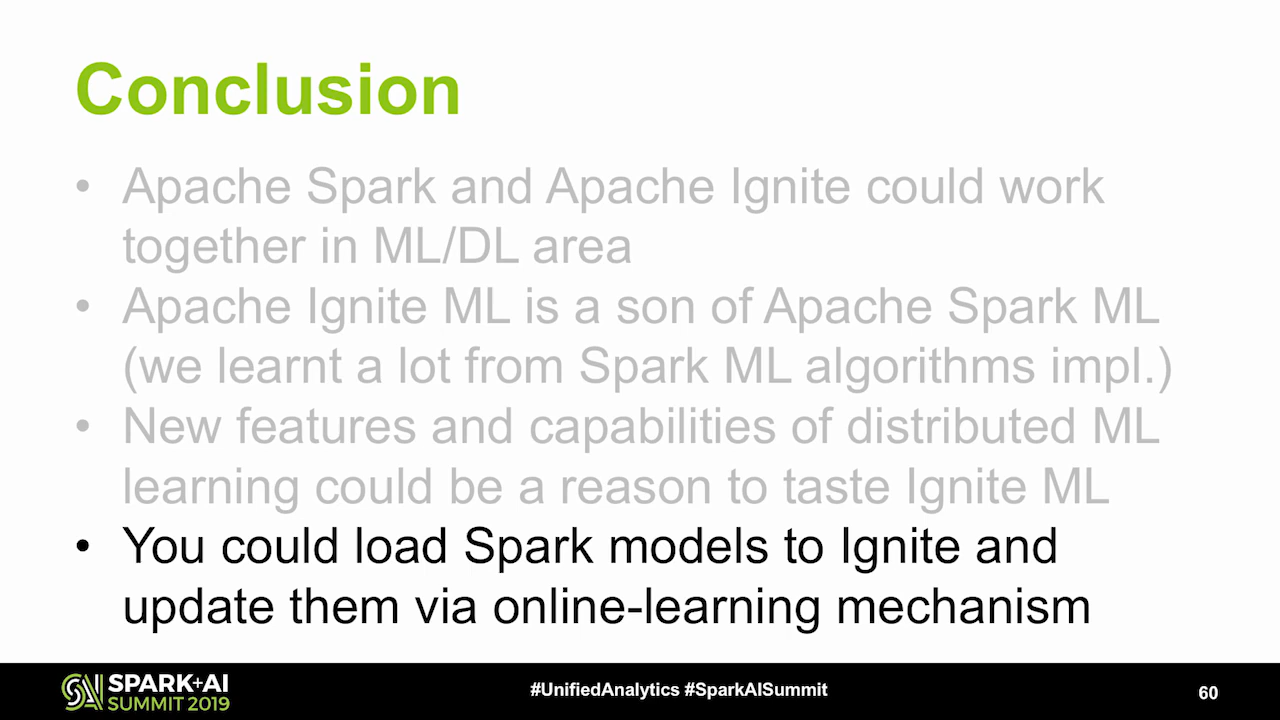 Conclusion
• Apache Spark and Apache Ignite could work
together in ML/DL area
• Apache Ignite ML is a son of Apache Spark ML
(we learnt a lot from Spark ML algorithms impl.)
• New features and capabilities of distributed ML
learning could be a reason to taste Ignite ML
• You could load Spark models to Ignite and
update them via online-learning mechanism
SPARK+AI
SUMMIT 2019
#UnifiedAnalytics #SparkAISummit
60